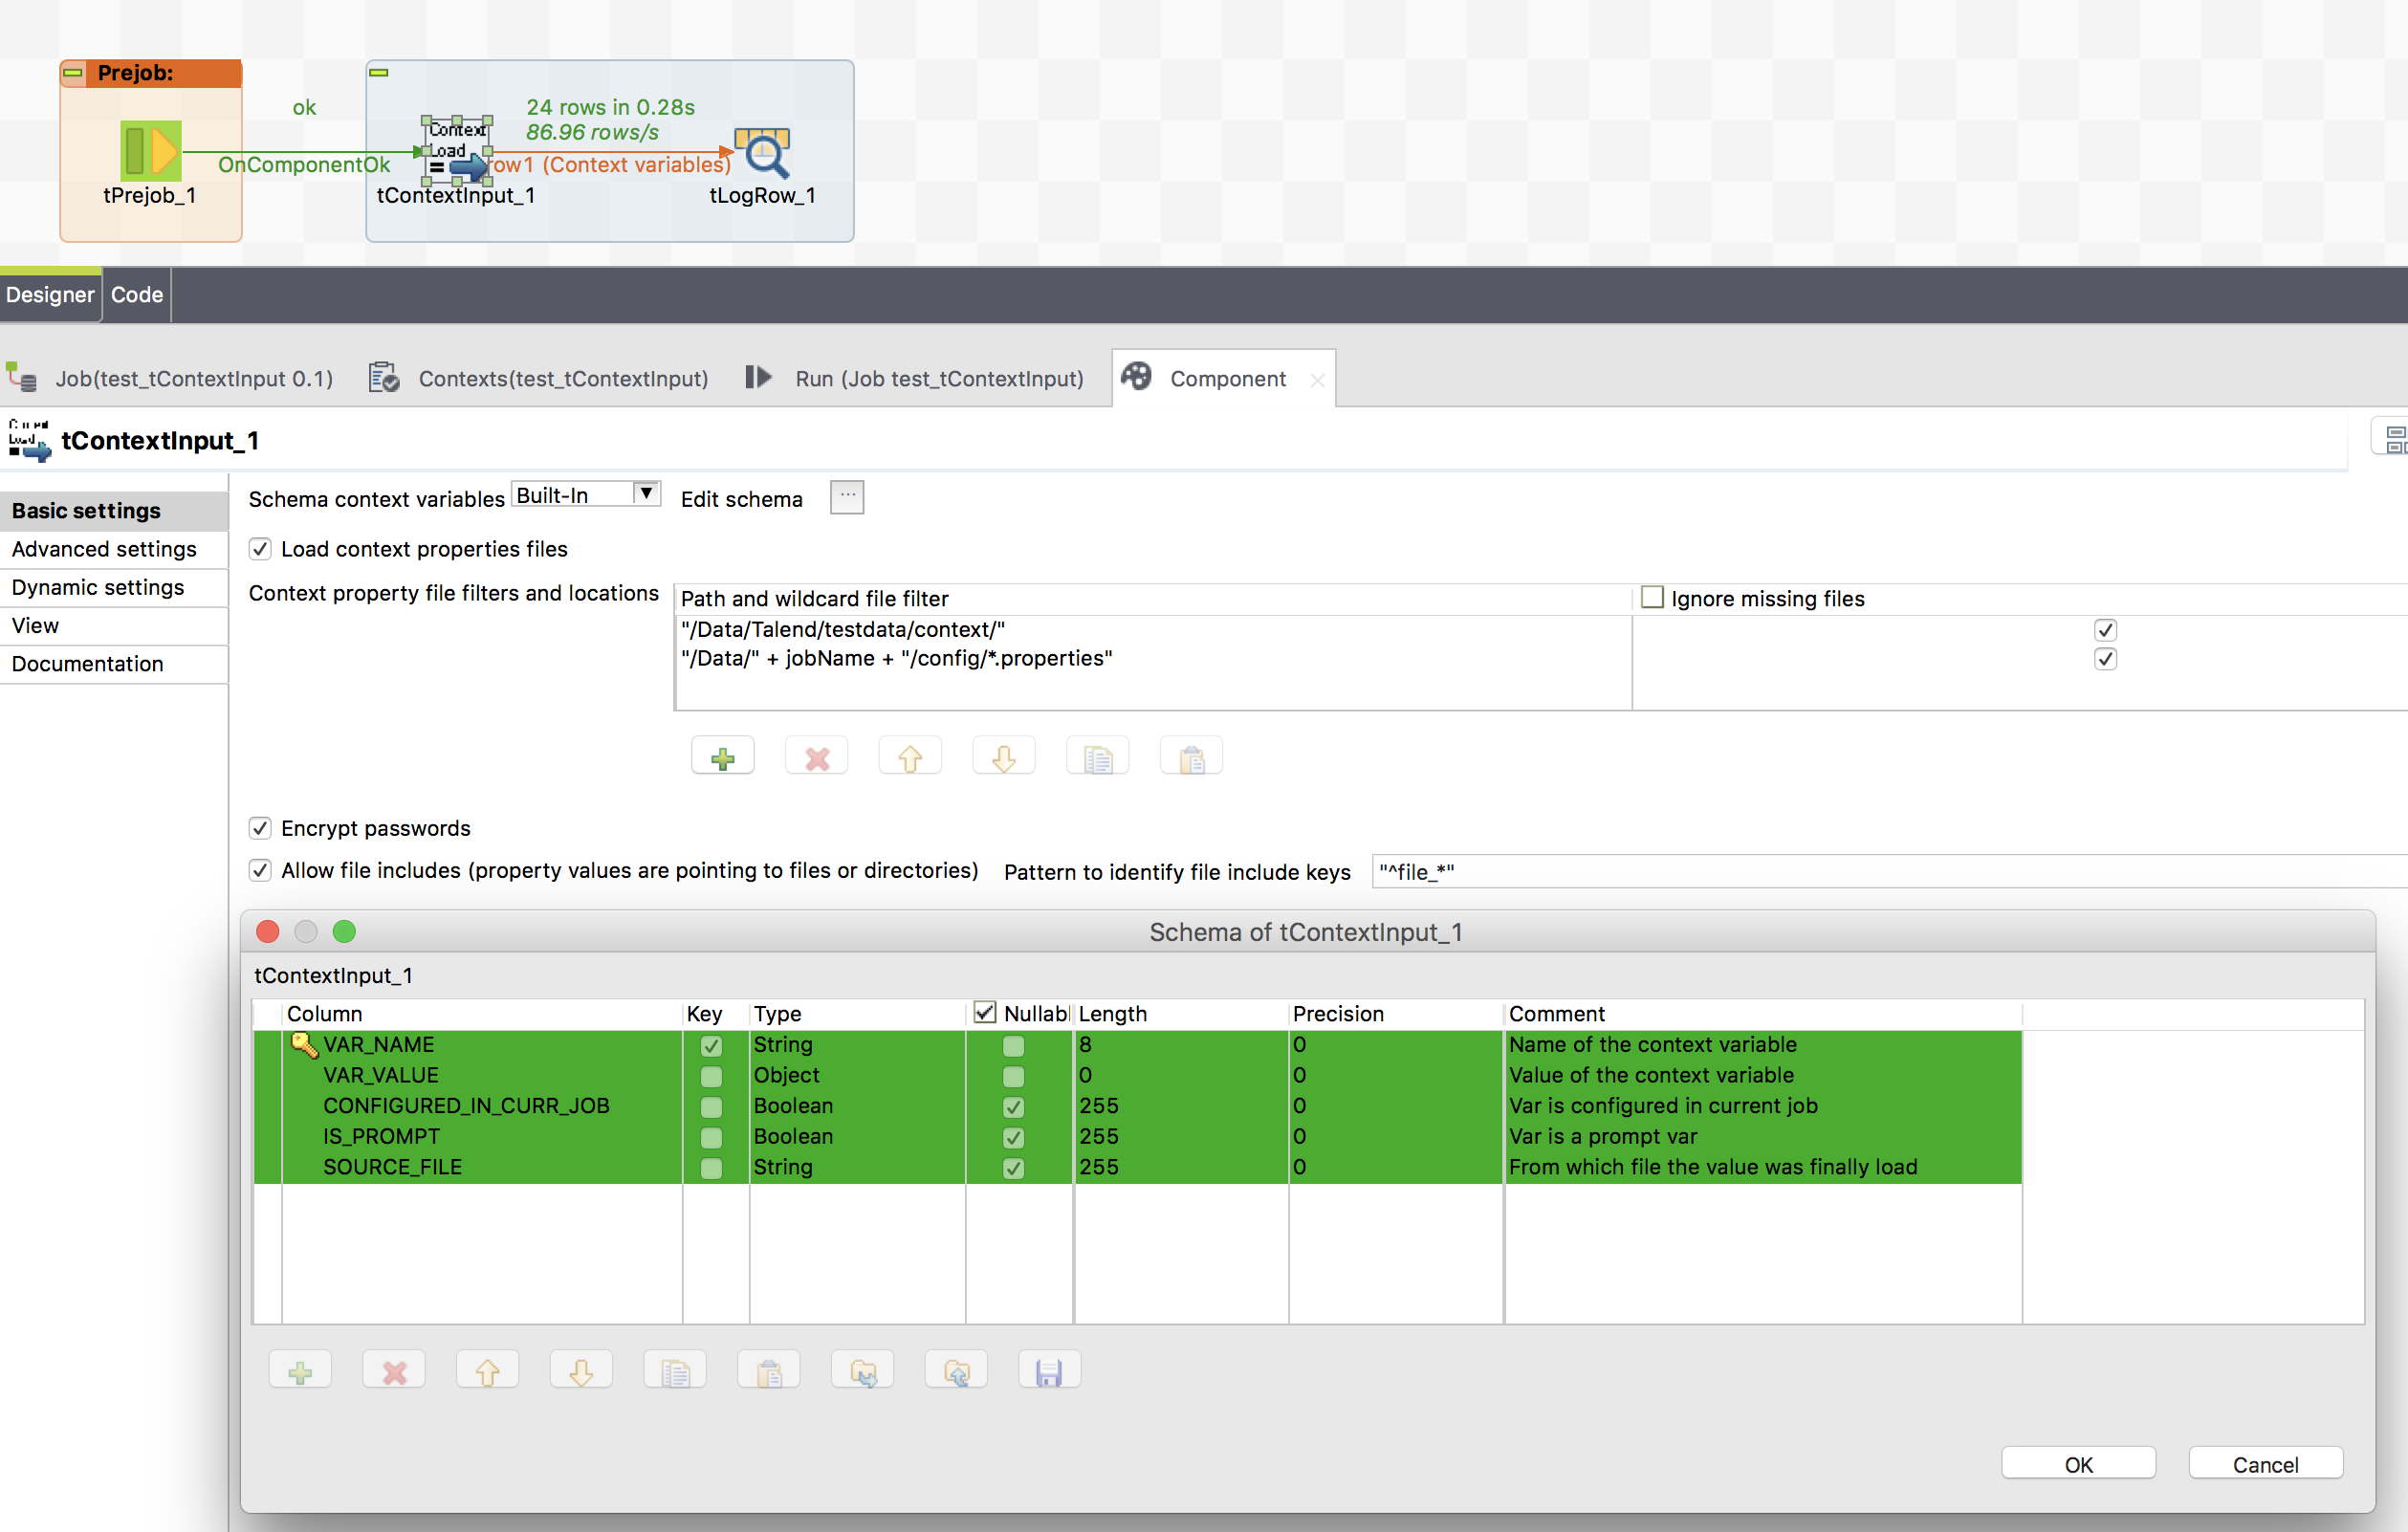 Prejob:
ok
24 rows in 0.28s
86.96 rows/s
Context
Load
=
OnComponentOk
row1 (Context variables)
tPrejob_1
tContextInput_1
tLogRow_1
Designer
Code
Job(test_tContextInput 0.1)
Contexts(test_tContextInput)
Run (Job test_tContextInput)
Component
tContextInput_1
Basic settings
Advanced settings
Dynamic settings
View
Documentation
Schema context variables Built-In Edit schema ...
Load context properties files
Context property file filters and locations
Path and wildcard file filter Ignore missing files
"/Data/Talend/testdata/context/"
"/Data/" + jobName + "/config/*.properties"
Encrypt passwords
Allow file includes (property values are pointing to files or directories) Pattern to identify file include keys "^file_*"
Schema of tContextInput_1
tContextInput_1
Column Key Type Nullabl Length Precision Comment
VAR_NAME String 8 0 Name of the context variable
VAR_VALUE Object 0 0 Value of the context variable
CONFIGURED_IN_CURR_JOB Boolean 255 0 Var is configured in current job
IS_PROMPT Boolean 255 0 Var is a prompt var
SOURCE_FILE String 255 0 From which file the value was finally load
OK
Cancel